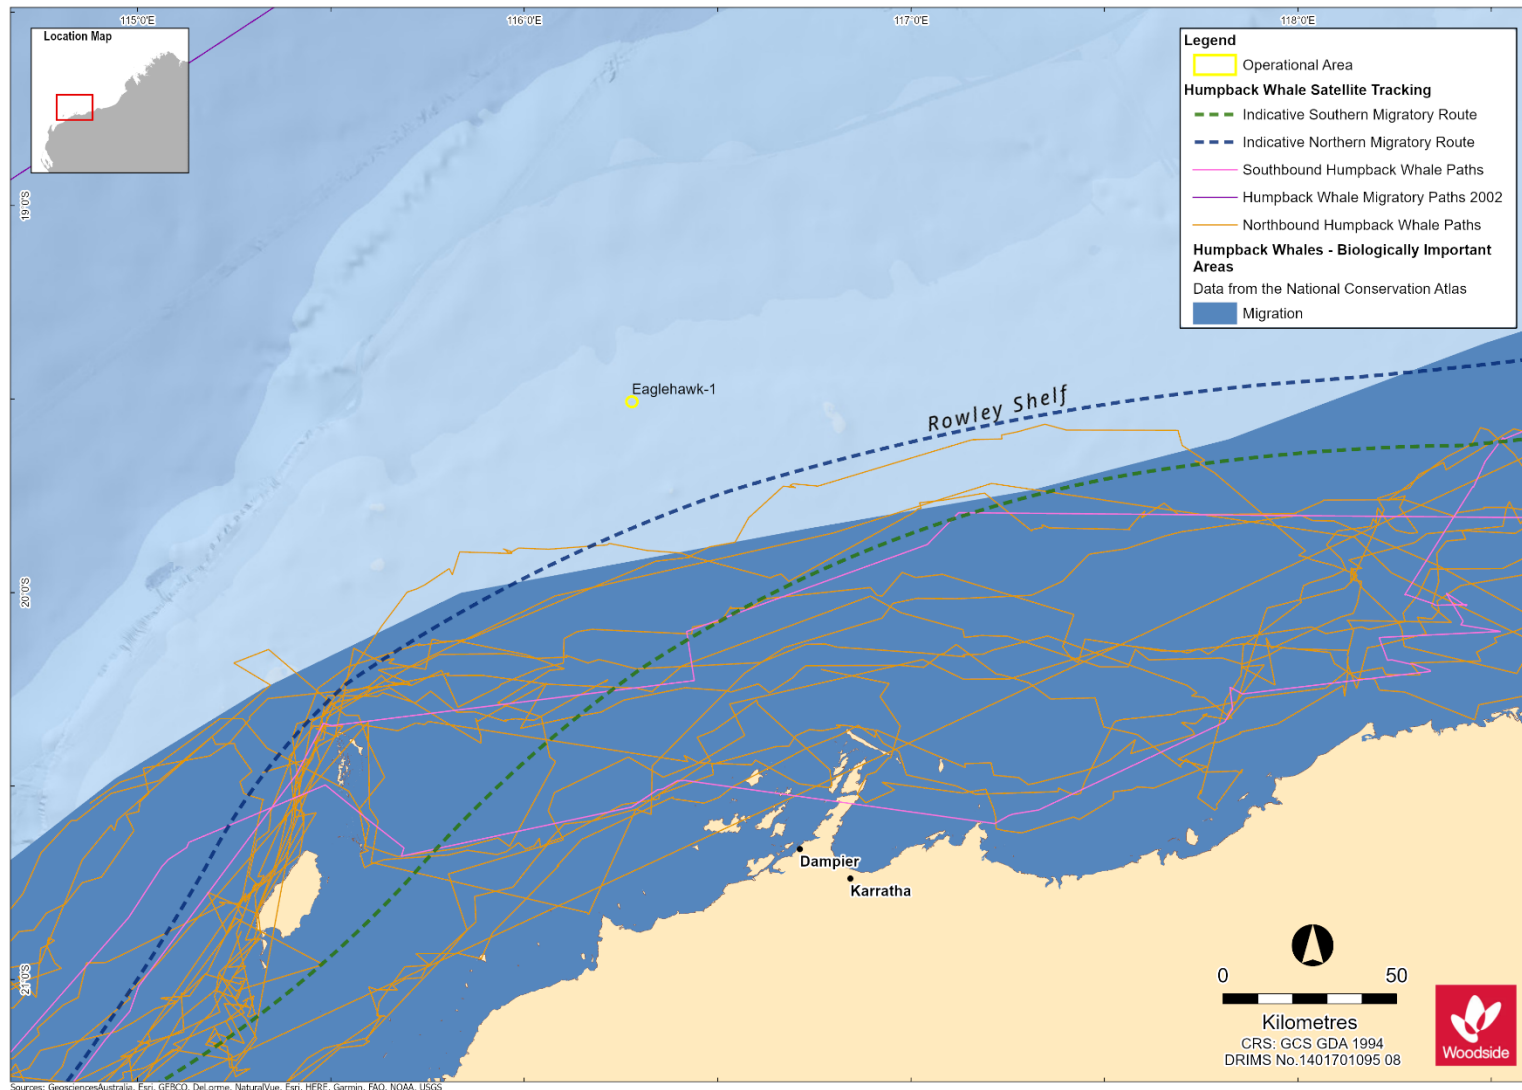 115°0'E
116°0'E
117°0'E
118°0'E
Location Map
Legend
Operational Area
Humpback Whale Satellite Tracking
Indicative Southern Migratory Route
Indicative Northern Migratory Route
Southbound Humpback Whale Paths
Humpback Whale Migratory Paths 2002
Northbound Humpback Whale Paths
Humpback Whales - Biologically Important
Areas
Data from the National Conservation Atlas
Migration
19°0'S
Eaglehawk-1
Rowley Shelf
20°0'S
Dampier
Karratha
21°0'S
0 50
Kilometres
CRS: GCS GDA 1994
DRIMS No.1401701095 08
Woodside
Sources: GeosciencesAustralia, Esri, GEBCO, DeLorme, NaturalVue, Esri, HERE, Garmin, FAO, NOAA, USGS